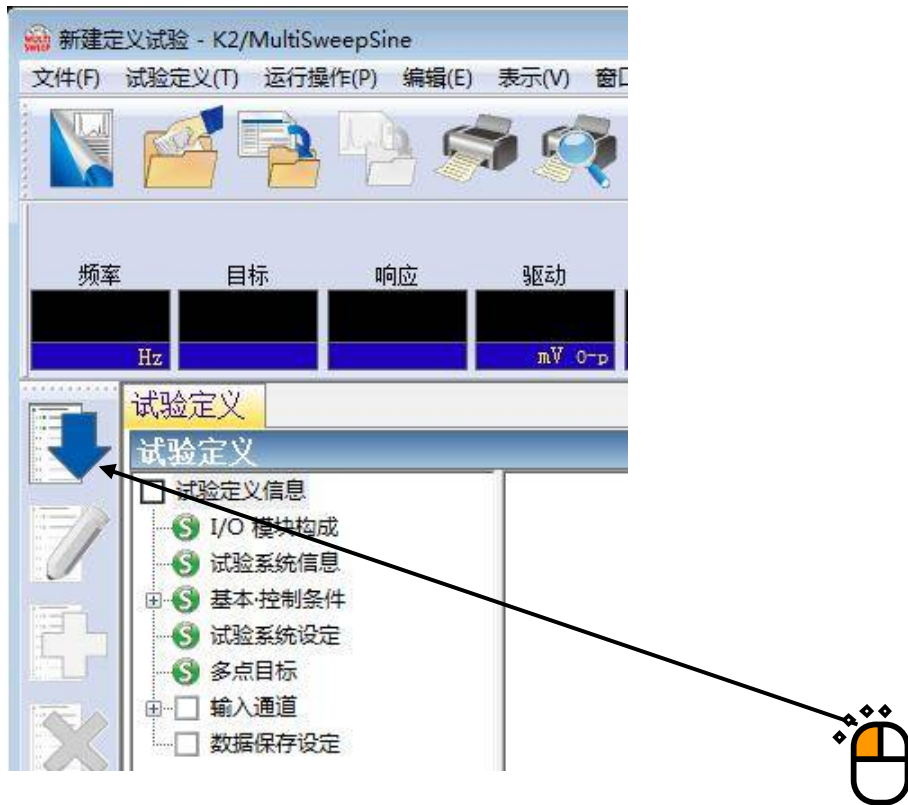 新建定义试验 - K2/MultiSweepSine
文件(F) 试验定义(T) 运行操作(P) 编辑(E) 表示(V)
频率 目标 响应 驱动
Hz mV 0-p
试验定义
试验定义
试验定义信息
S I/O 模块构成
S 试验系统信息
S 基本·控制条件
S 试验系统设定
S 多点目标
输入通道
数据保存设定